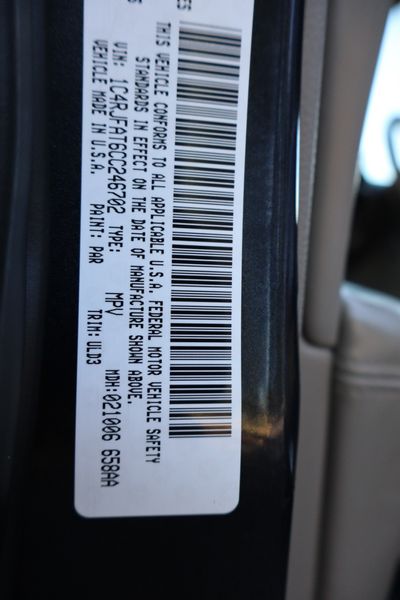 THIS VEHICLE CONFORMS TO ALL APPLICABLE U.S.A. FEDERAL MOTOR VEHICLE SAFETY
STANDARDS IN EFFECT ON THE DATE OF MANUFACTURE SHOWN ABOVE.
VIN: 1C4RJFAT6CC246702 TYPE: MPV MDH:021006 658AA
VEHICLE MADE IN U.S.A. PAINT: PAR TRIM: ULD3